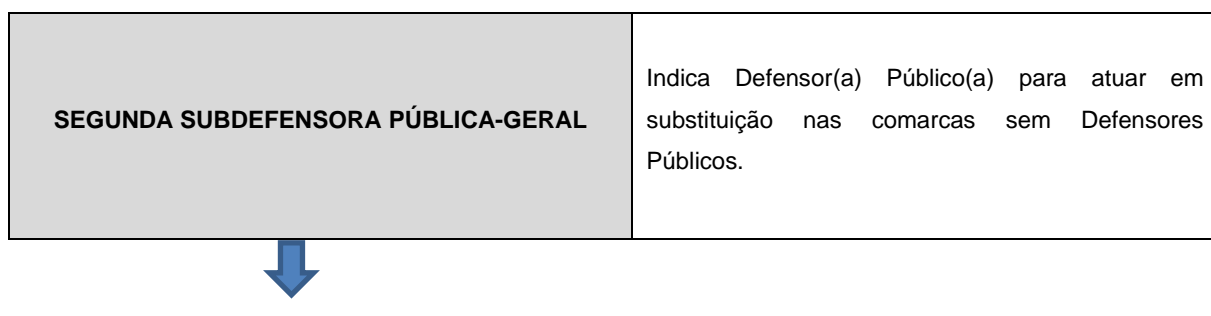 SEGUNDA SUBDEFENSORA PÚBLICA-GERAL
Indica Defensor(a) Público(a) para atuar em
substituição nas comarcas sem Defensores
Públicos.